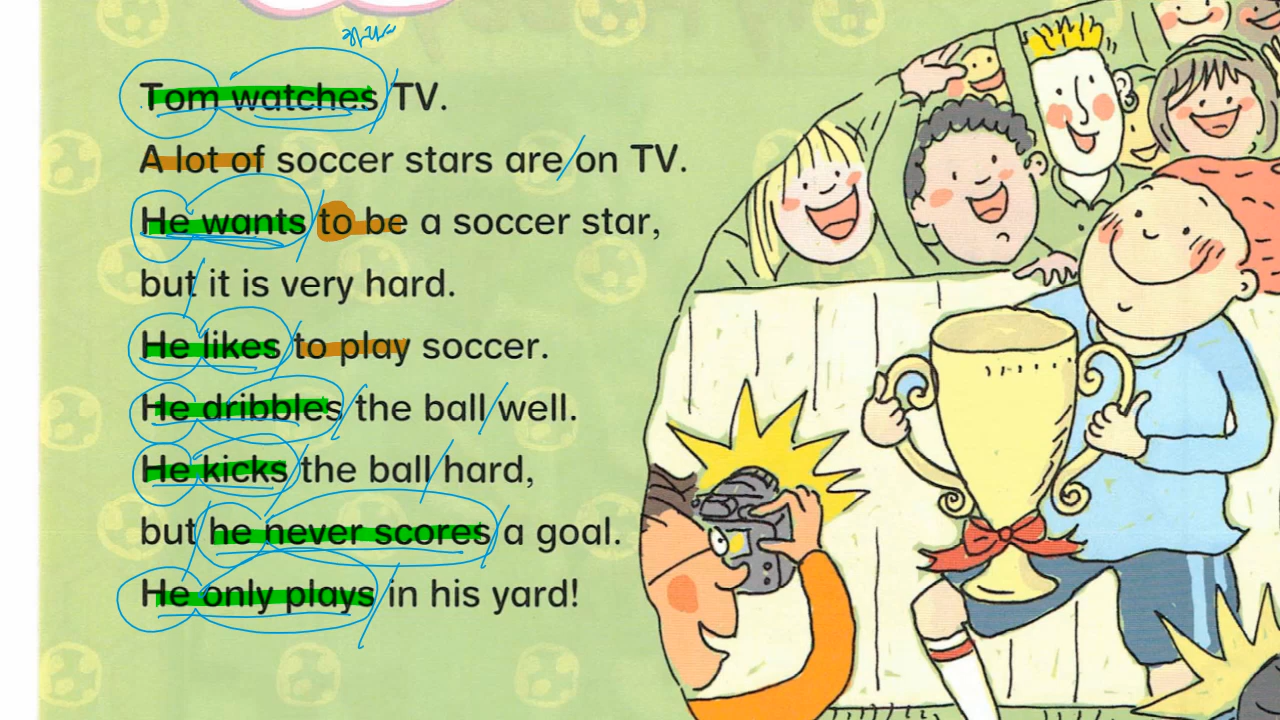 Tom watches TV.
A lot of soccer stars are on TV.
He wants to be a soccer star,
but it is very hard.
He likes to play soccer.
He dribbles the ball well.
He kicks the ball hard,
but he never scores a goal.
He only plays in his yard!